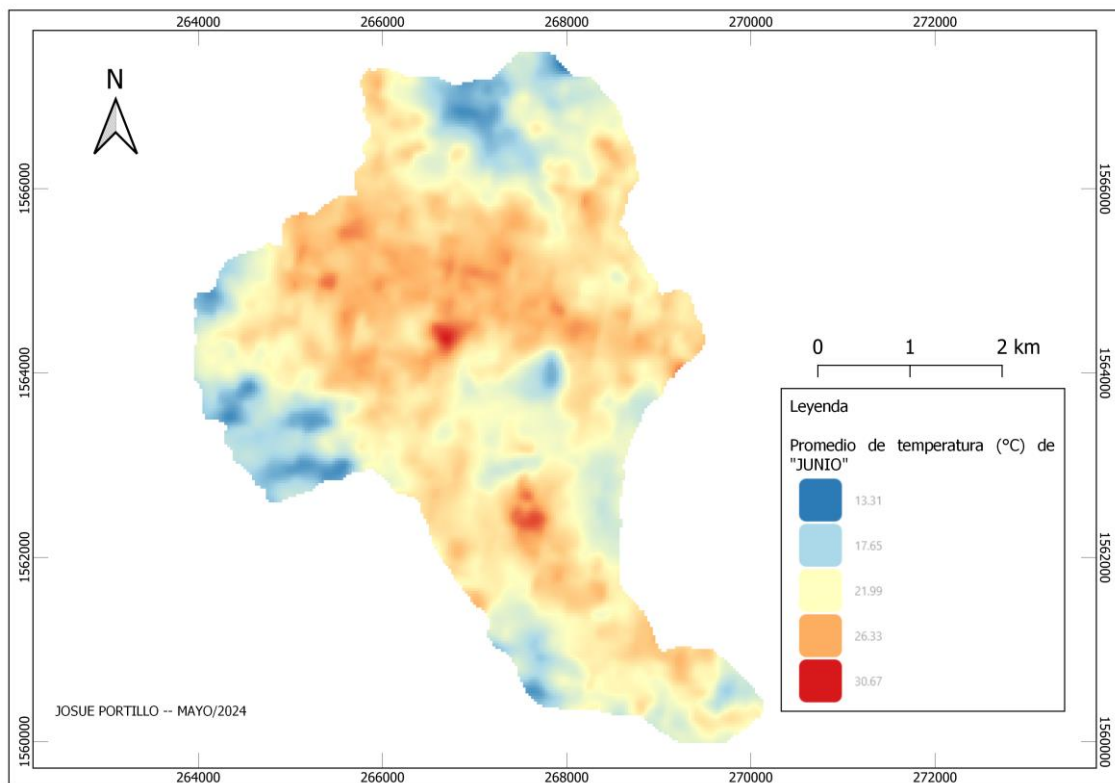 264000 266000 268000 270000 272000
N
1566000 1566000
0 1 2 km
1564000 1564000
Leyenda
Promedio de temperatura (°C) de
"JUNIO"
13.31
17.65
21.99
26.33
30.67
1562000 1562000
JOSUE PORTILLO -- MAYO/2024
1560000 1560000
264000 266000 268000 270000 272000